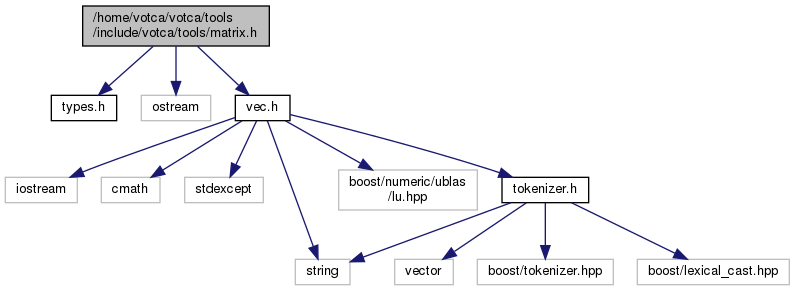 /home/votca/votca/tools
/include/votca/tools/matrix.h
types.h
ostream
vec.h
iostream
cmath
stdexcept
boost/numeric/ublas
/lu.hpp
tokenizer.h
string
vector
boost/tokenizer.hpp
boost/lexical_cast.hpp